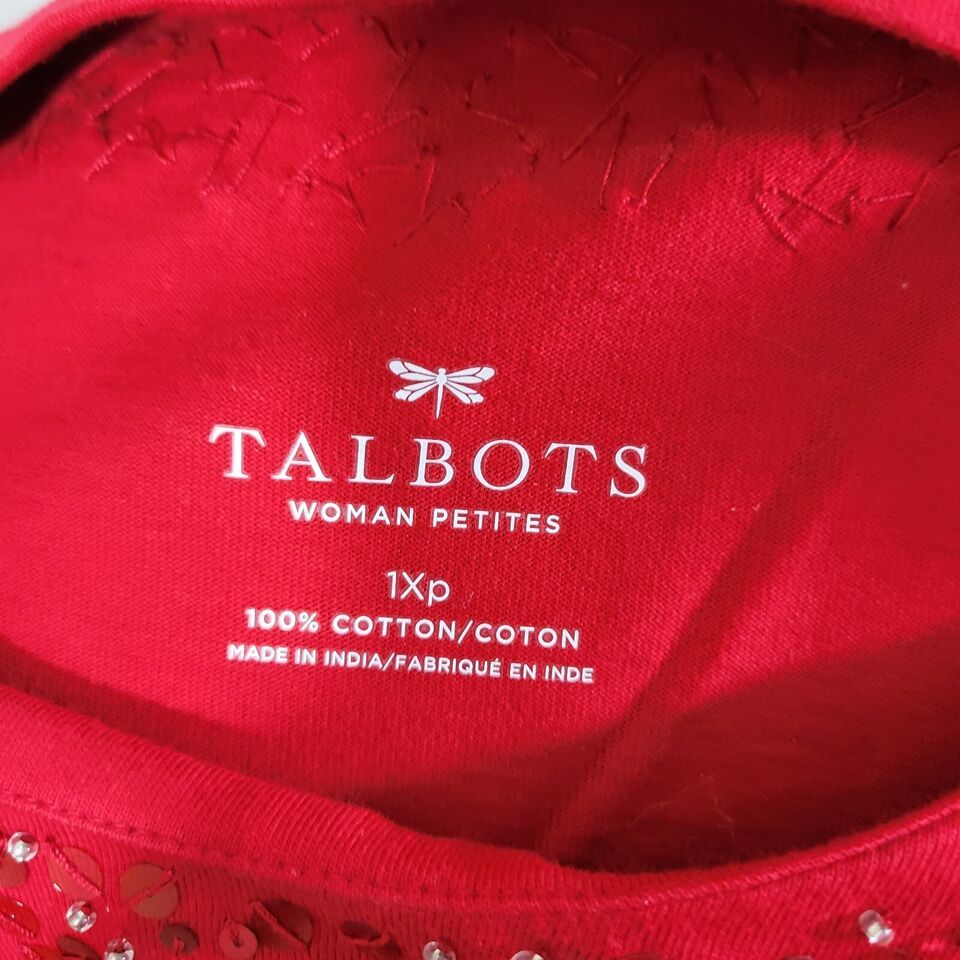 TALBOTS
WOMAN PETITES
1Xp
100% COTTON/COTON
MADE IN INDIA/FABRIQUÉ EN INDE